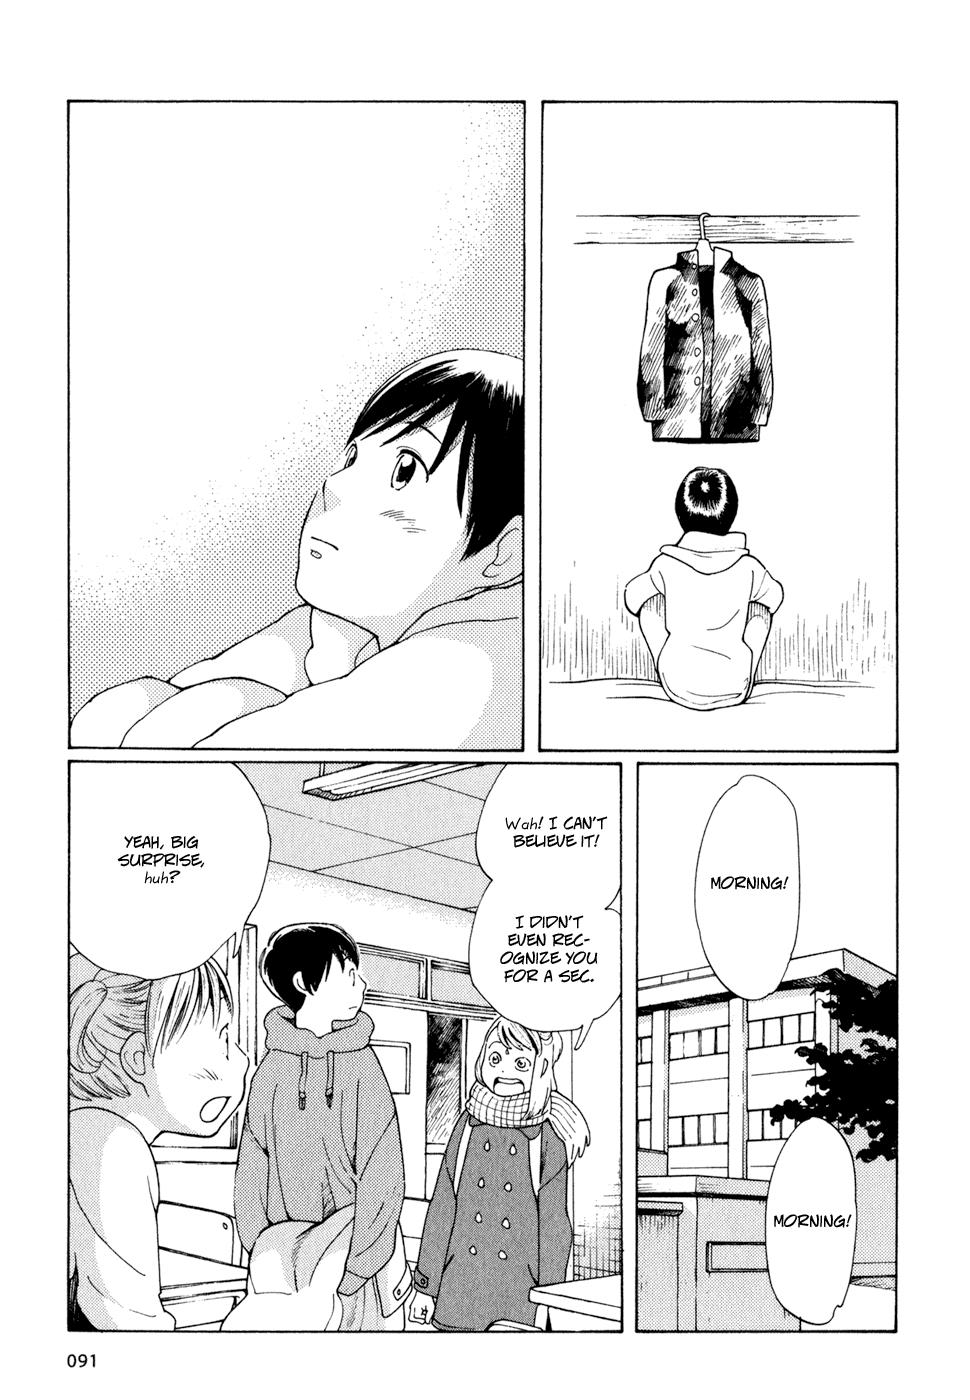 MORNING!
MORNING!
Wah! I CAN'T
BELIEVE IT!
I DIDN'T
EVEN REC-
OGNIZE YOU
FOR A SEC.
YEAH, BIG
SURPRISE,
huh?
091